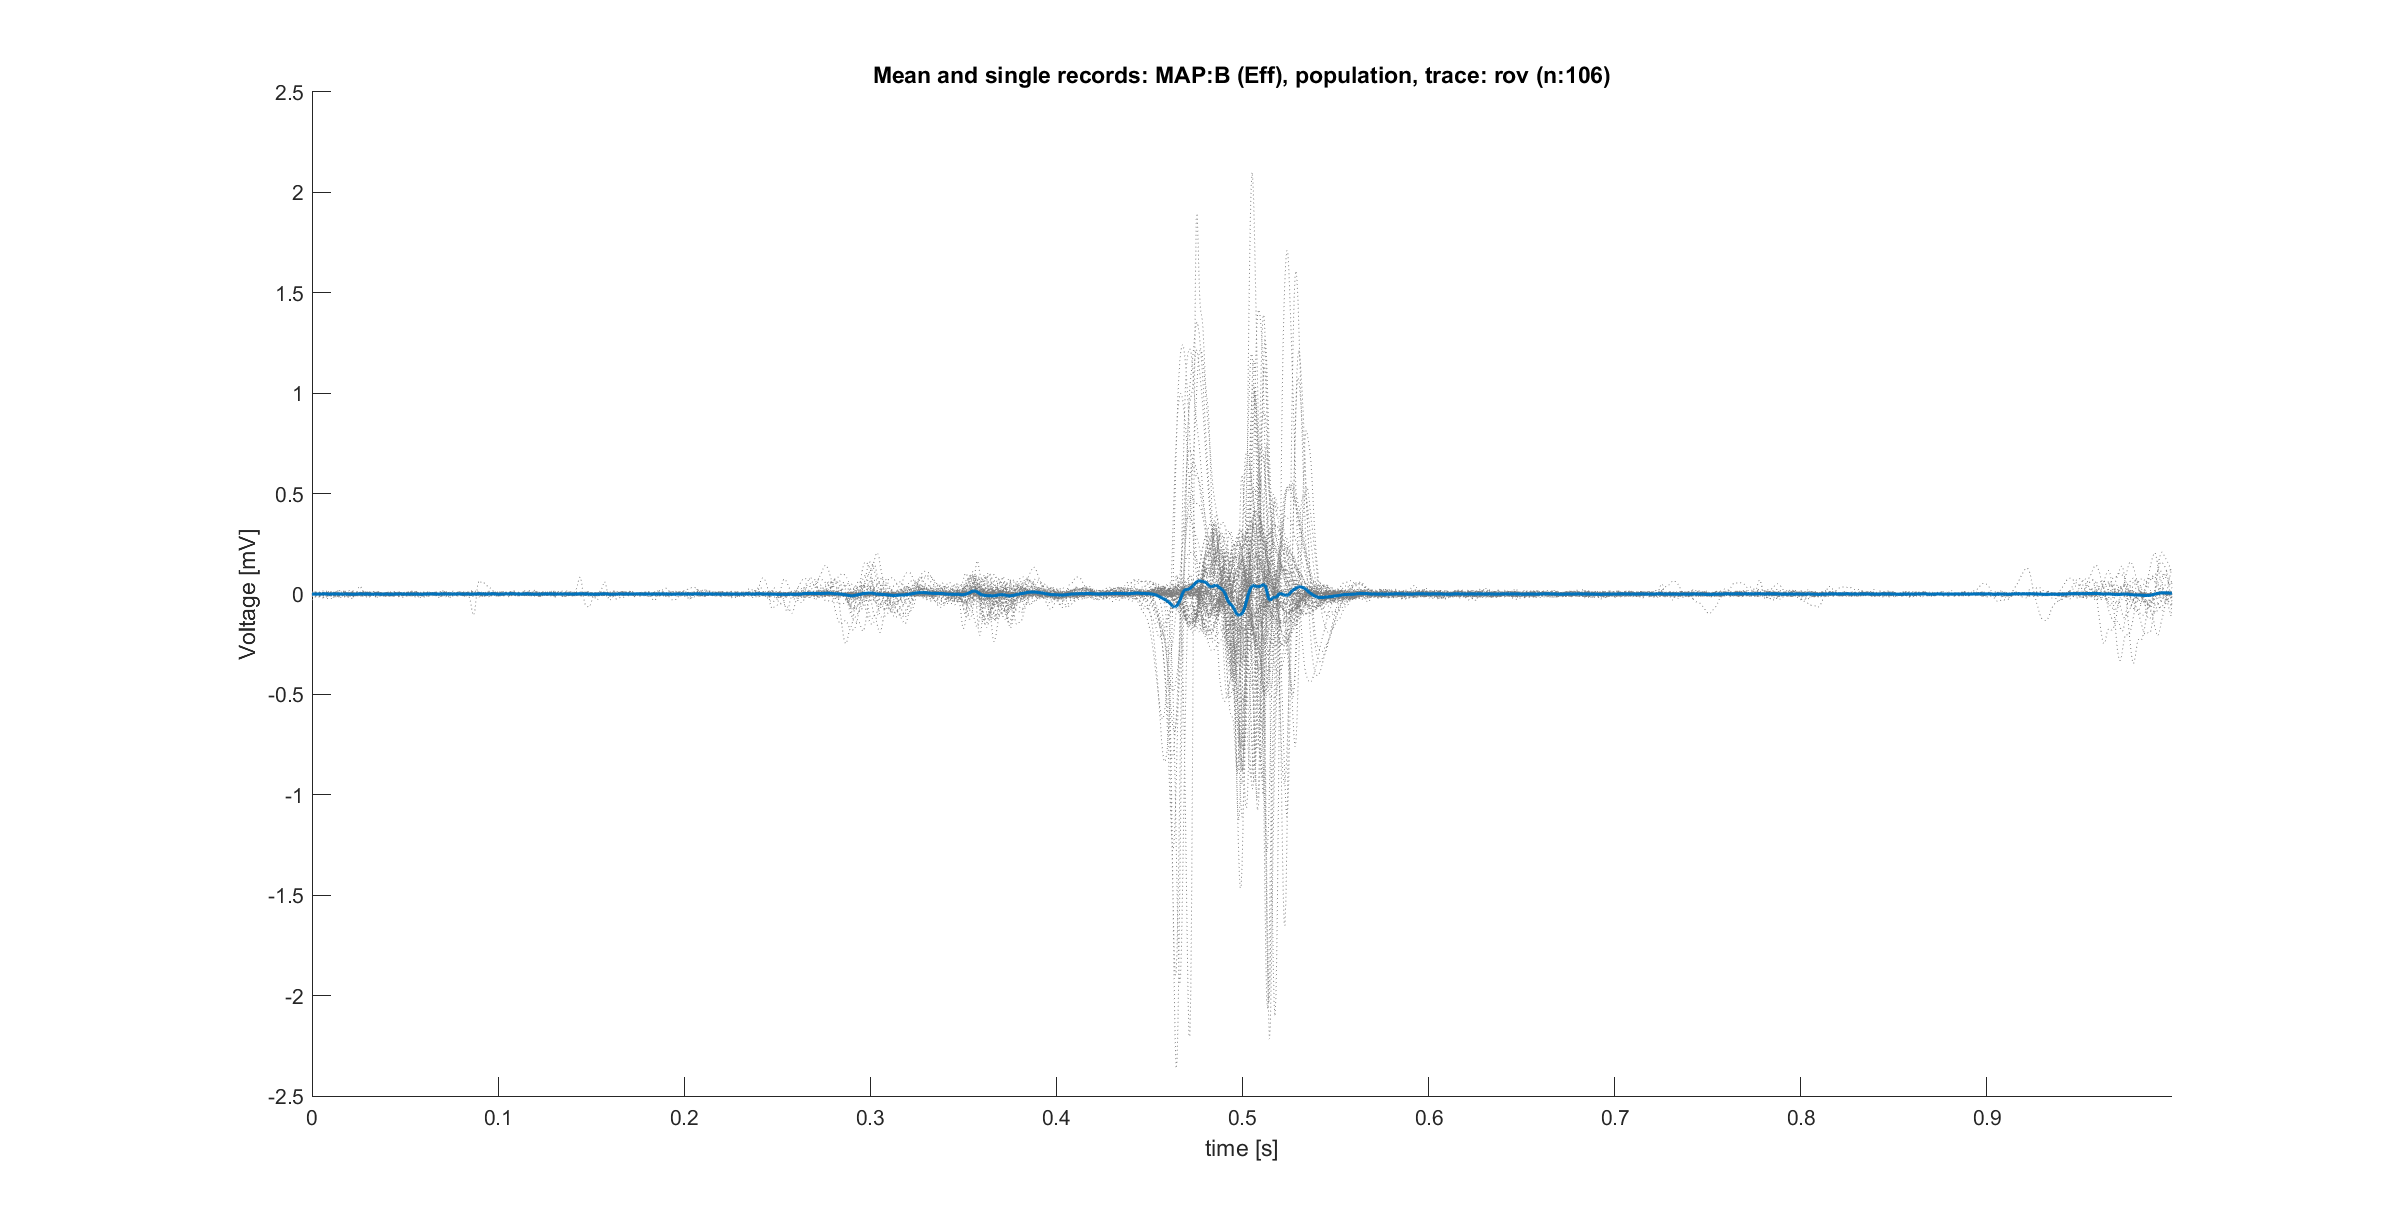 Mean and single records: MAP:B (Eff), population, trace: rov (n:106)
2.5
2
1.5
1
0.5
0
-0.5
-1
-1.5
-2
-2.5
Voltage [mV]
0 0.1 0.2 0.3 0.4 0.5 0.6 0.7 0.8 0.9
time [s]